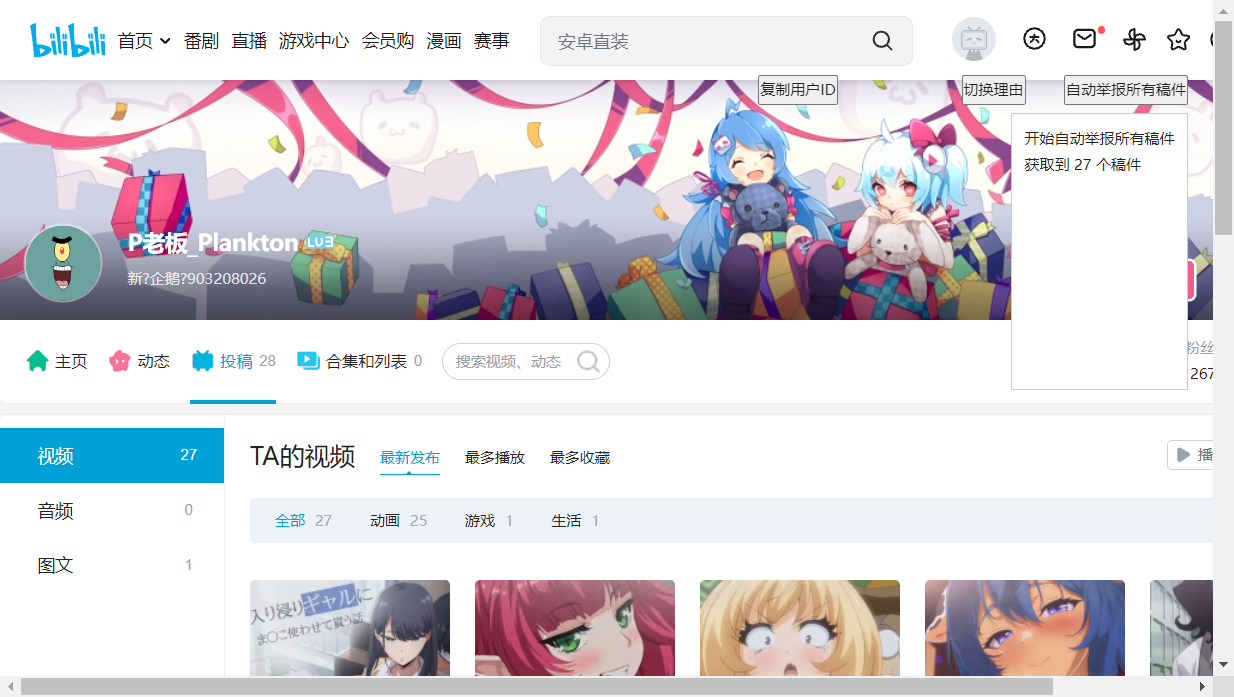 bilibili 首页 番剧 直播 游戏中心 会员购 漫画 赛事 安卓直装
复制用户ID 切换理由 自动举报所有稿件
开始自动举报所有稿件
获取到 27 个稿件
P老板_Plankton LV3
新?企鹅?903208026
主页 动态 投稿 28 合集和列表 0 搜索视频、动态
粉丝
267
视频 27
音频 0
图文 1
TA的视频 最新发布 最多播放 最多收藏 播
全部 27 动画 25 游戏 1 生活 1
入り浸りギャルに
ま〇こ使わせて貰う話